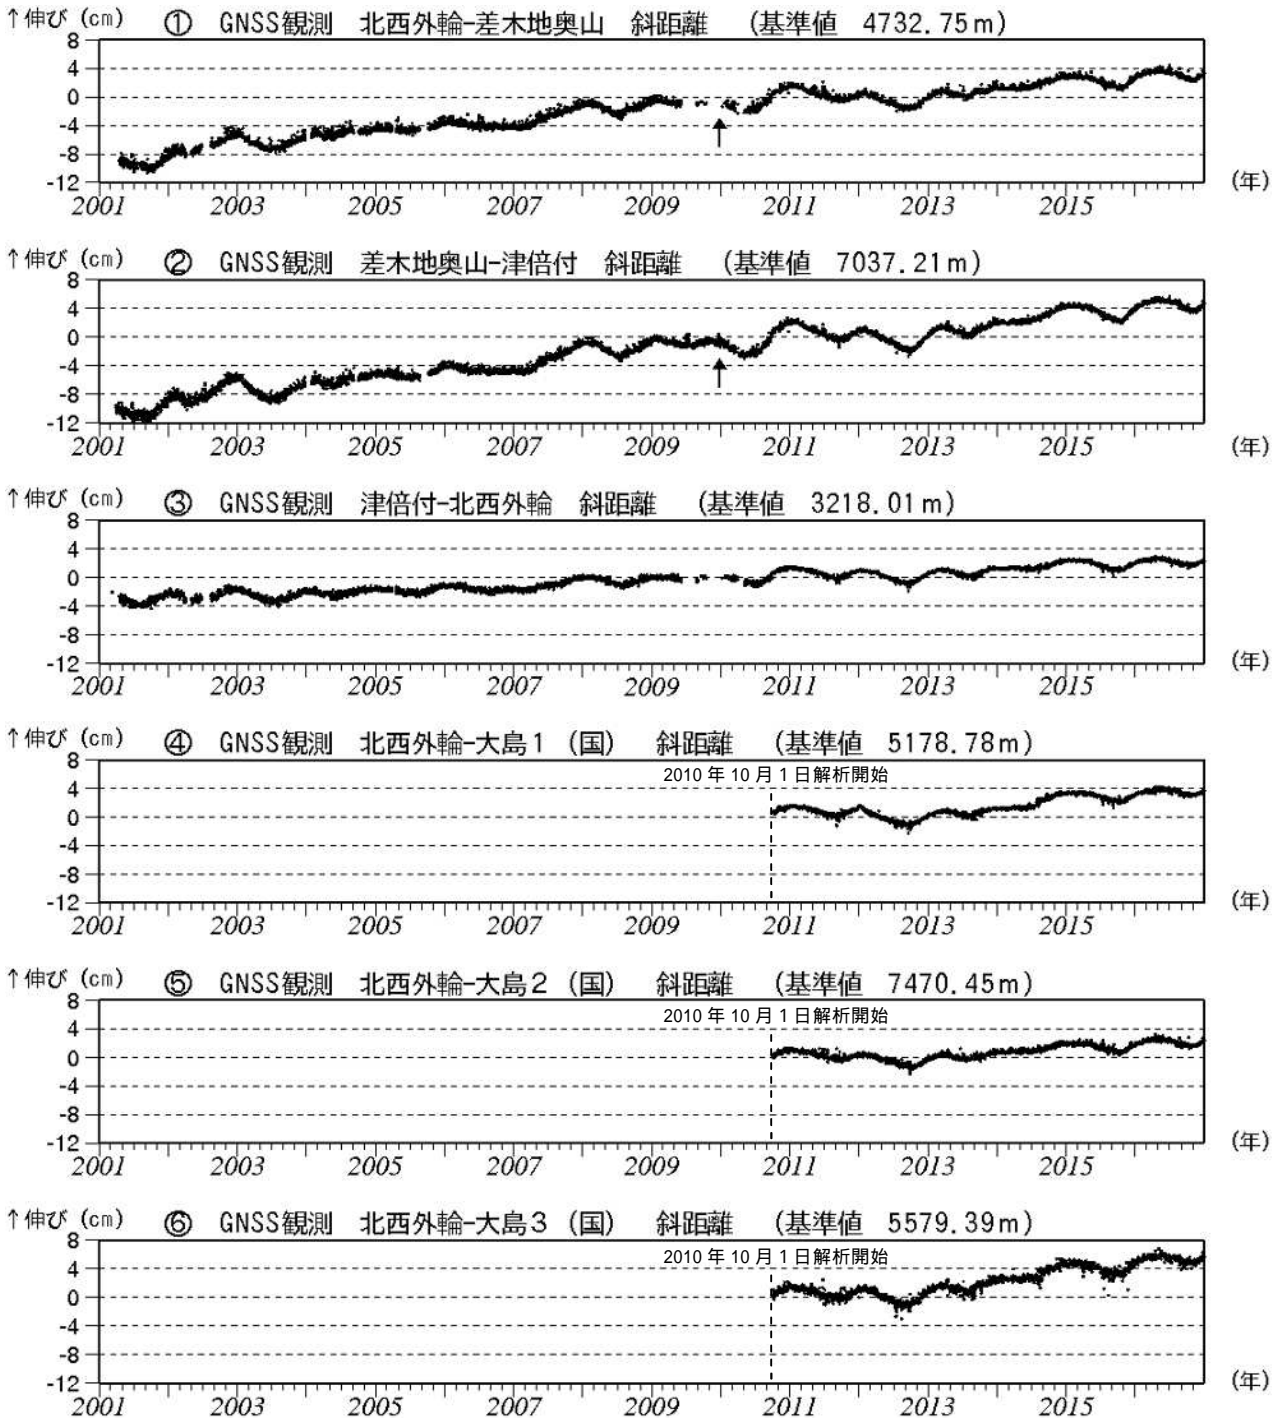 ↑伸び (cm) ① GNSS観測 北西外輪-差木地奥山 斜距離 (基準値 4732.75m)
8
4
0
-4
-8
-12
2001 2003 2005 2007 2009 2011 2013 2015 (年)
↑伸び (cm) ② GNSS観測 差木地奥山-津倍付 斜距離 (基準値 7037.21m)
8
4
0
-4
-8
-12
2001 2003 2005 2007 2009 2011 2013 2015 (年)
↑伸び (cm) ③ GNSS観測 津倍付-北西外輪 斜距離 (基準値 3218.01m)
8
4
0
-4
-8
-12
2001 2003 2005 2007 2009 2011 2013 2015 (年)
↑伸び (cm) ④ GNSS観測 北西外輪-大島1 (国) 斜距離 (基準値 5178.78m)
2010年10月1日解析開始
8
4
0
-4
-8
-12
2001 2003 2005 2007 2009 2011 2013 2015 (年)
↑伸び (cm) ⑤ GNSS観測 北西外輪-大島2 (国) 斜距離 (基準値 7470.45m)
2010年10月1日解析開始
8
4
0
-4
-8
-12
2001 2003 2005 2007 2009 2011 2013 2015 (年)
↑伸び (cm) ⑥ GNSS観測 北西外輪-大島3 (国) 斜距離 (基準値 5579.39m)
2010年10月1日解析開始
8
4
0
-4
-8
-12
2001 2003 2005 2007 2009 2011 2013 2015 (年)